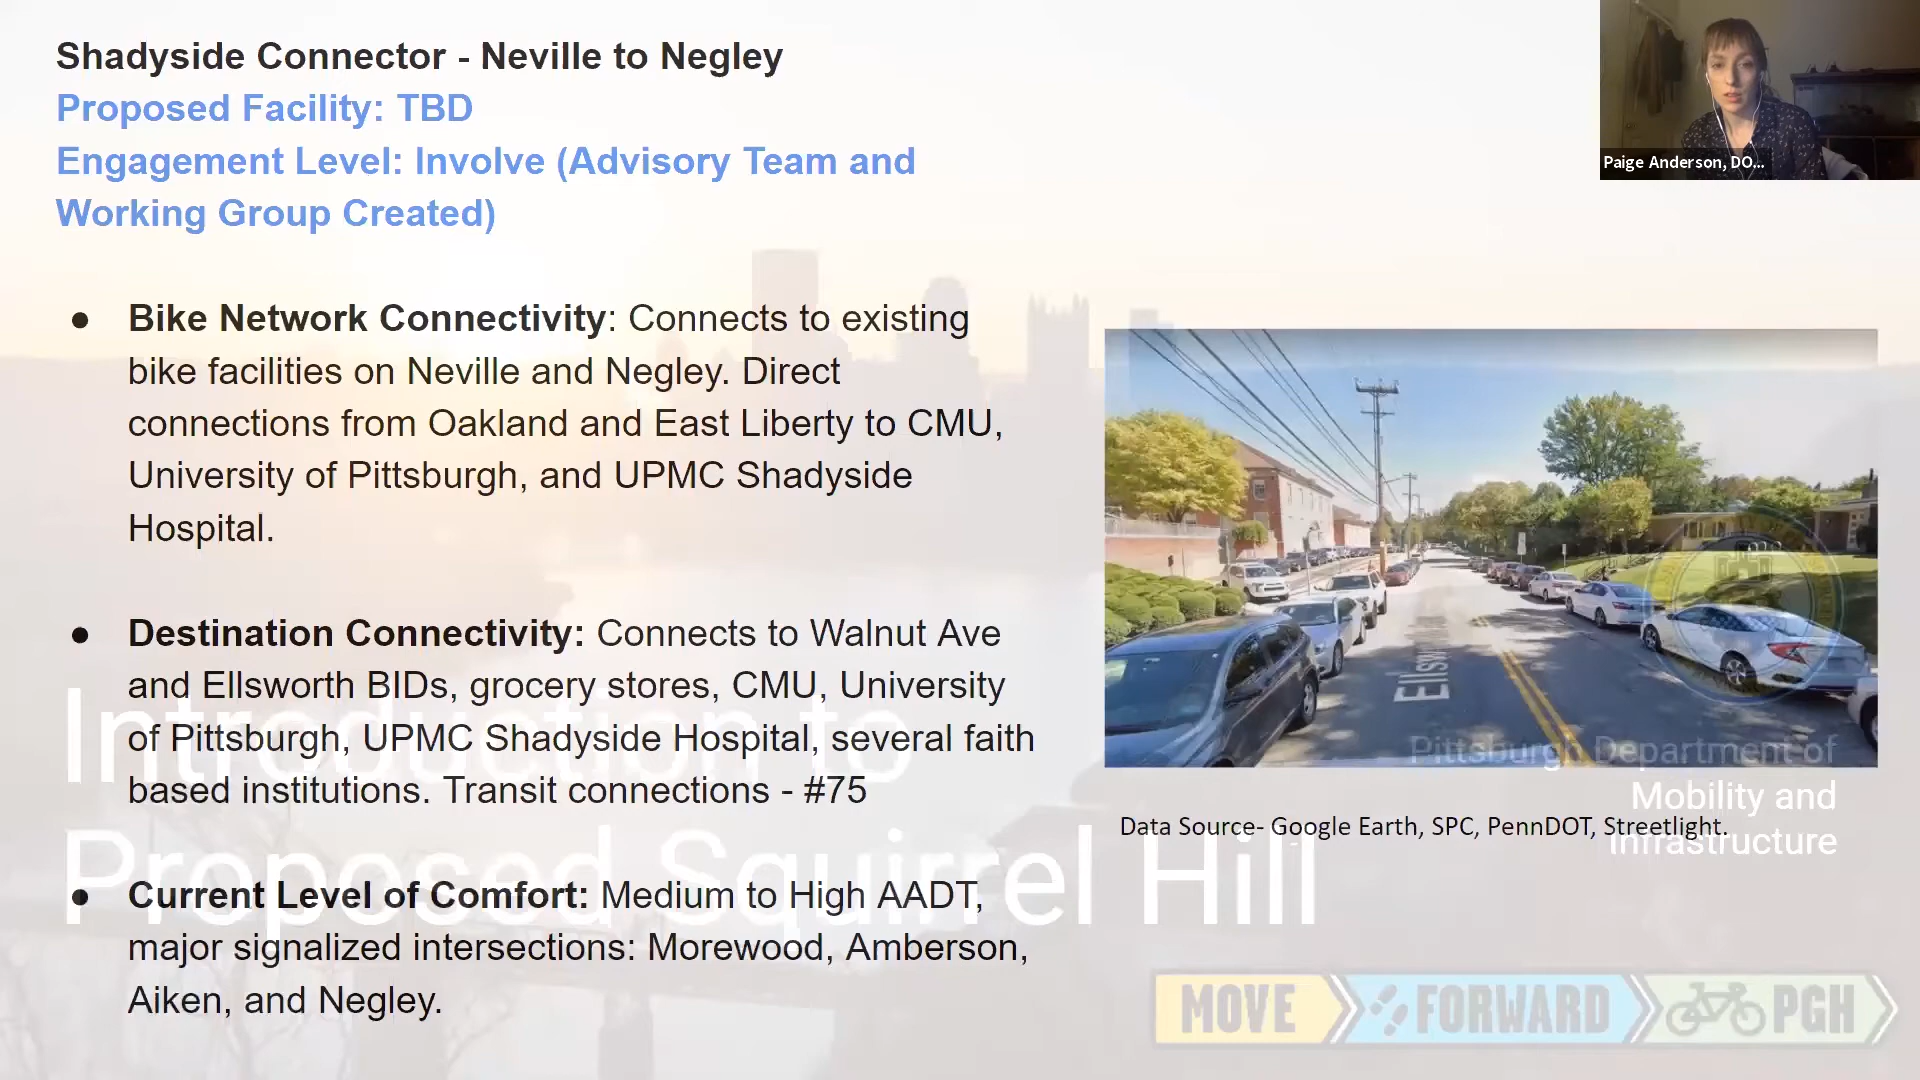 Shadyside Connector - Neville to Negley
Proposed Facility: TBD
Engagement Level: Involve (Advisory Team and
Working Group Created)
Paige Anderson, DO...
● Bike Network Connectivity: Connects to existing
bike facilities on Neville and Negley. Direct
connections from Oakland and East Liberty to CMU,
University of Pittsburgh, and UPMC Shadyside
Hospital.
● Destination Connectivity: Connects to Walnut Ave
and Ellsworth BIDs, grocery stores, CMU, University
of Pittsburgh, UPMC Shadyside Hospital, several faith
based institutions. Transit connections - #75
● Current Level of Comfort: Medium to High AADT,
major signalized intersections: Morewood, Amberson,
Aiken, and Negley.
Introduction to
Proposed Squirrel Hill
Pittsburgh Department of
Mobility and
Infrastructure
Data Source- Google Earth, SPC, PennDOT, Streetlight.
MOVE FORWARD PGH